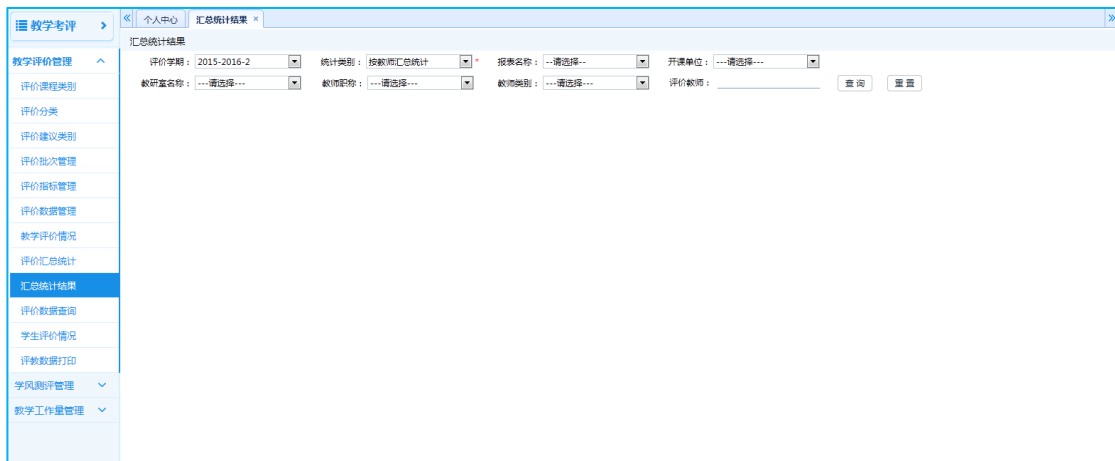 教学考评
个人中心 汇总统计结果 ×
汇总统计结果
教学评价管理
评价课程类别
评价分类
评价建议类别
评价批次管理
评价指标管理
评价数据管理
教学评价情况
评价汇总统计
汇总统计结果
评价数据查询
学生评价情况
评教数据打印
学风测评管理
教学工作量管理
评价学期： 2015-2016-2 统计类别： 按教师汇总统计 * 报表名称： --请选择-- 开课单位： ---请选择---
教研室名称： ---请选择--- 教师职称： ---请选择--- 教师类别： ---请选择--- 评价教师： 查 询 重 置